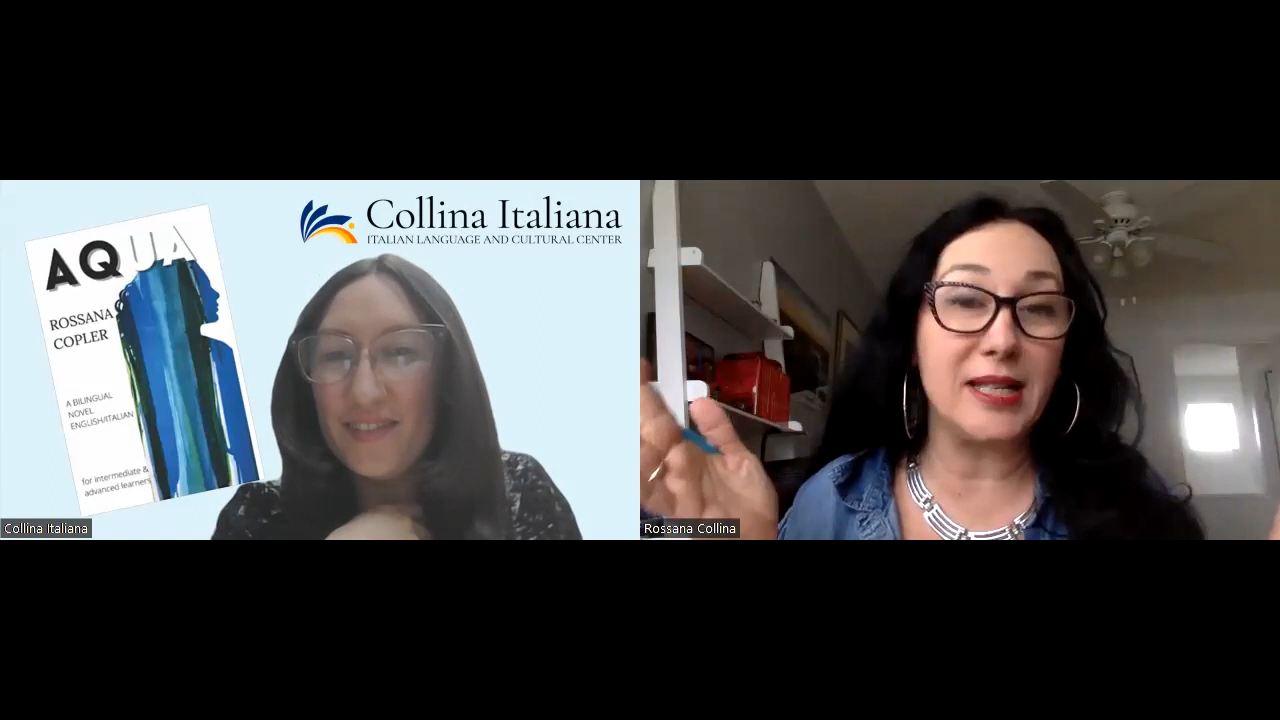 Collina Italiana
ITALIAN LANGUAGE AND CULTURAL CENTER
AQUA
ROSSANA
COPLER
A BILINGUAL
NOVEL
ENGLISH/ITALIAN
for intermediate &
advanced learners
Collina Italiana
Rossana Collina